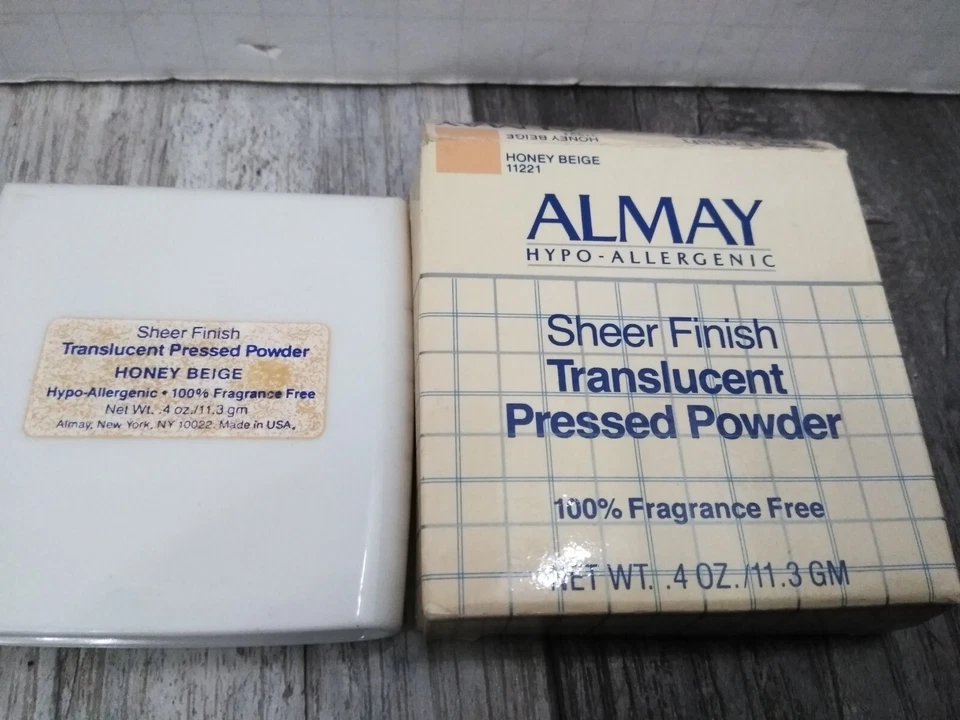 Sheer Finish
Translucent Pressed Powder
HONEY BEIGE
Hypo-Allergenic • 100% Fragrance Free
Net Wt. .4 oz./11.3 gm
Almay, New York, NY 10022. Made in USA.
HONEY BEIGE
HONEY BEIGE
11221
ALMAY
HYPO-ALLERGENIC
Sheer Finish
Translucent
Pressed Powder
100% Fragrance Free
NET WT. .4 OZ./11.3 GM